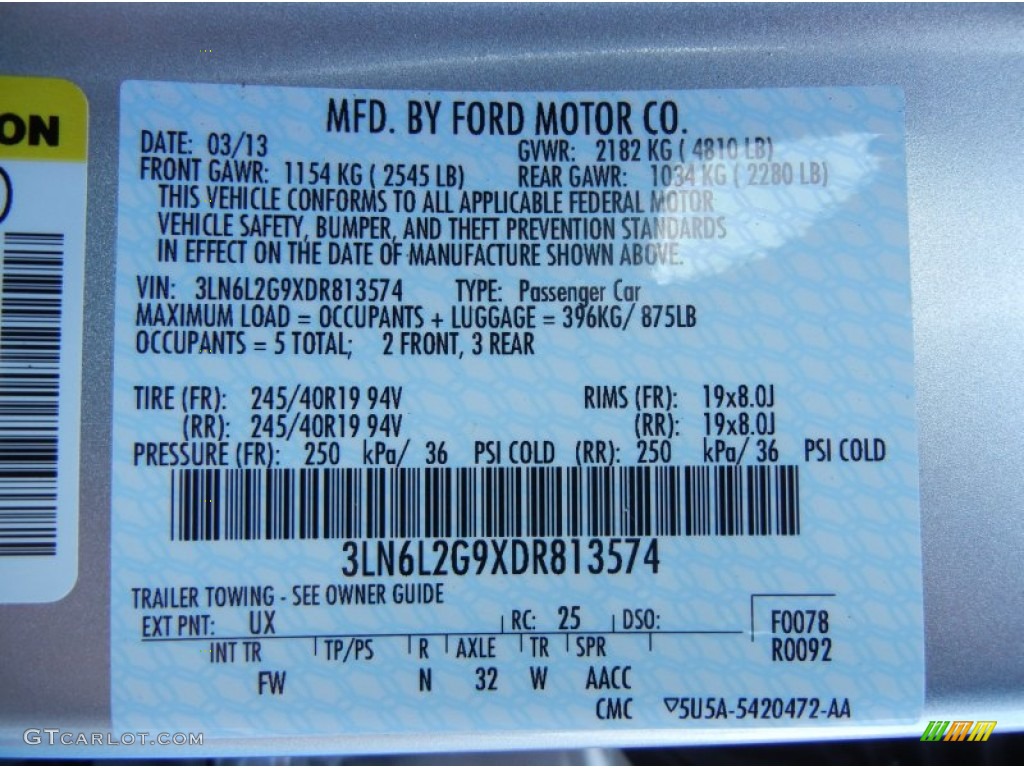 ON
MFD. BY FORD MOTOR CO.
DATE: 03/13 GVWR: 2182 KG ( 4810 LB)
FRONT GAWR: 1154 KG ( 2545 LB) REAR GAWR: 1034 KG ( 2280 LB)
THIS VEHICLE CONFORMS TO ALL APPLICABLE FEDERAL MOTOR
VEHICLE SAFETY, BUMPER, AND THEFT PREVENTION STANDARDS
IN EFFECT ON THE DATE OF MANUFACTURE SHOWN ABOVE.
VIN: 3LN6L2G9XDR813574 TYPE: Passenger Car
MAXIMUM LOAD = OCCUPANTS + LUGGAGE = 396KG/ 875LB
OCCUPANTS = 5 TOTAL; 2 FRONT, 3 REAR
TIRE (FR): 245/40R19 94V RIMS (FR): 19x8.0J
(RR): 245/40R19 94V (RR): 19x8.0J
PRESSURE (FR): 250 kPa/ 36 PSI COLD (RR): 250 kPa/ 36 PSI COLD
3LN6L2G9XDR813574
TRAILER TOWING - SEE OWNER GUIDE
EXT PNT: UX RC: 25 DSO: F0078
INT TR TP/PS R AXLE TR SPR R0092
FW N 32 W AACC
CMC ▽5U5A-5420472-AA
GTCARLOT.COM